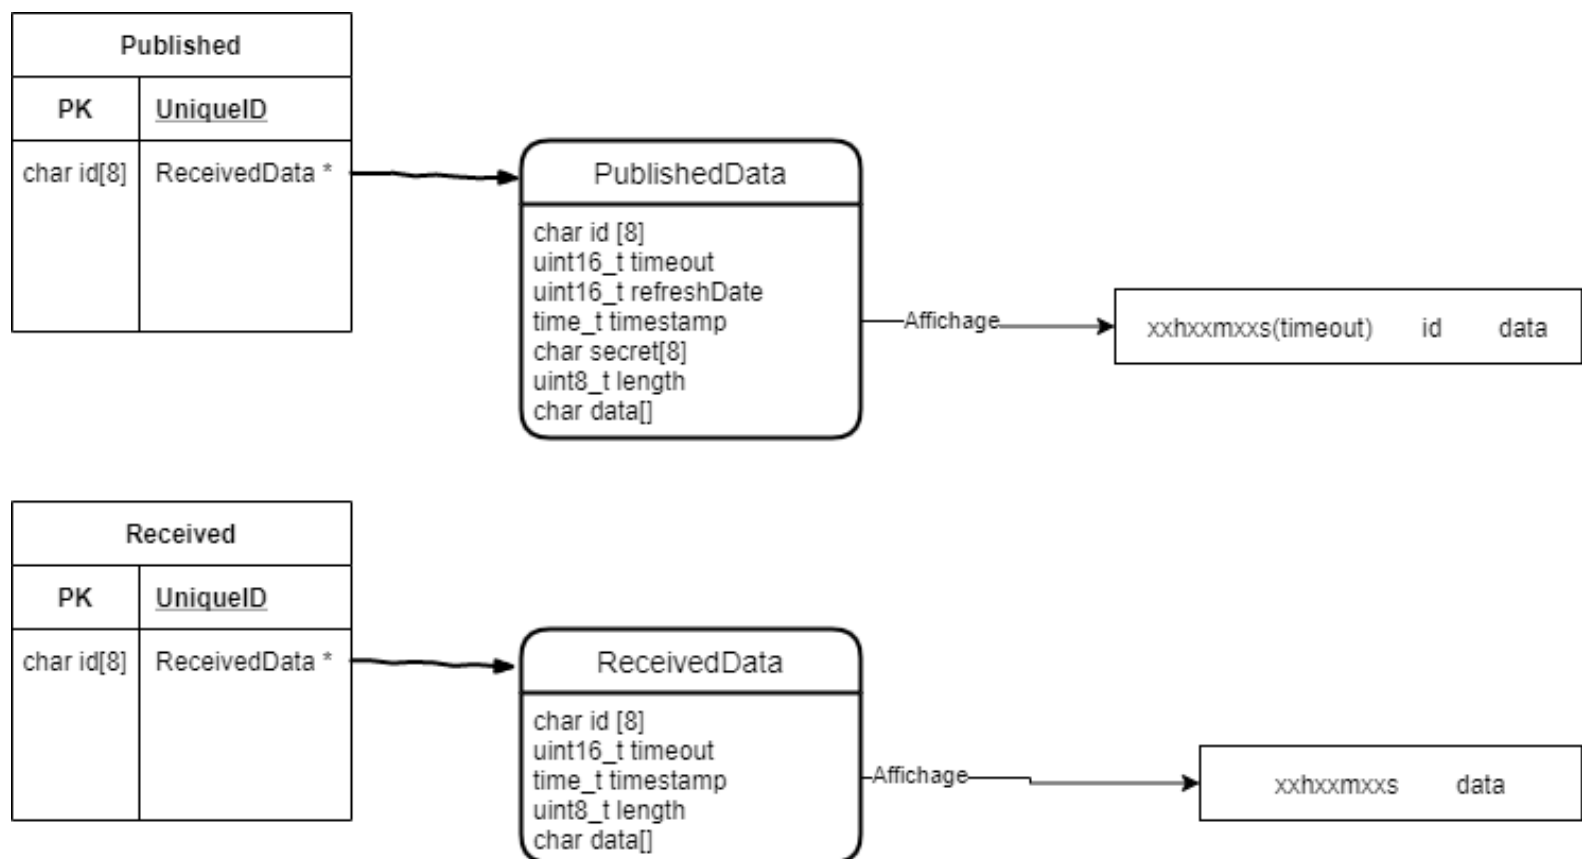 Published
PK UniqueID
char id[8] ReceivedData *
PublishedData
char id [8]
uint16_t timeout
uint16_t refreshDate
time_t timestamp
char secret[8]
uint8_t length
char data[]
Affichage
xxhxxmxxs(timeout) id data
Received
PK UniqueID
char id[8] ReceivedData *
ReceivedData
char id [8]
uint16_t timeout
time_t timestamp
uint8_t length
char data[]
Affichage
xxhxxmxxs data